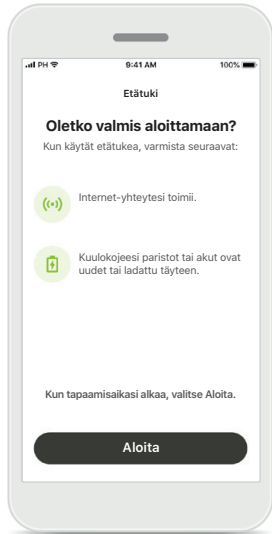 PH 9:41 AM 100%
Etätuki
Oletko valmis aloittamaan?
Kun käytät etätukea, varmista seuraavat:
Internet-yhteytesi toimii.
Kuulokojeesi paristot tai akut ovat
uudet tai ladattu täyteen.
Kun tapaamisaikasi alkaa, valitse Aloita.
Aloita